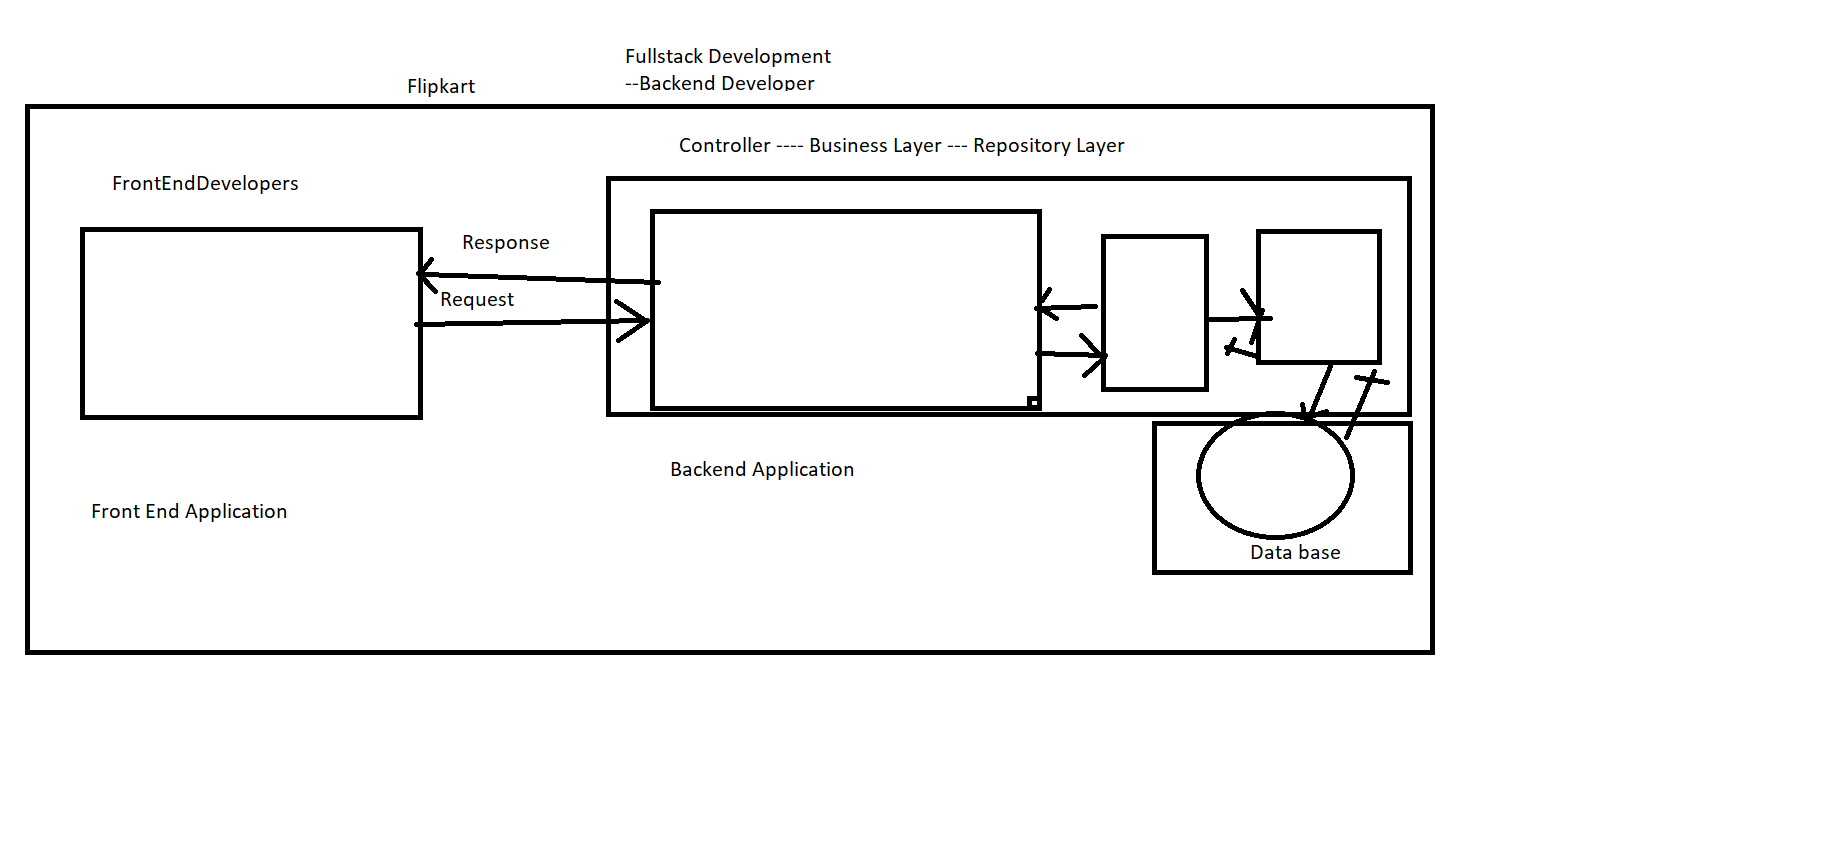 Fullstack Development
--Backend Developer
Flipkart
Controller ---- Business Layer --- Repository Layer
FrontEndDevelopers
Response
Request
Backend Application
Front End Application
Data base